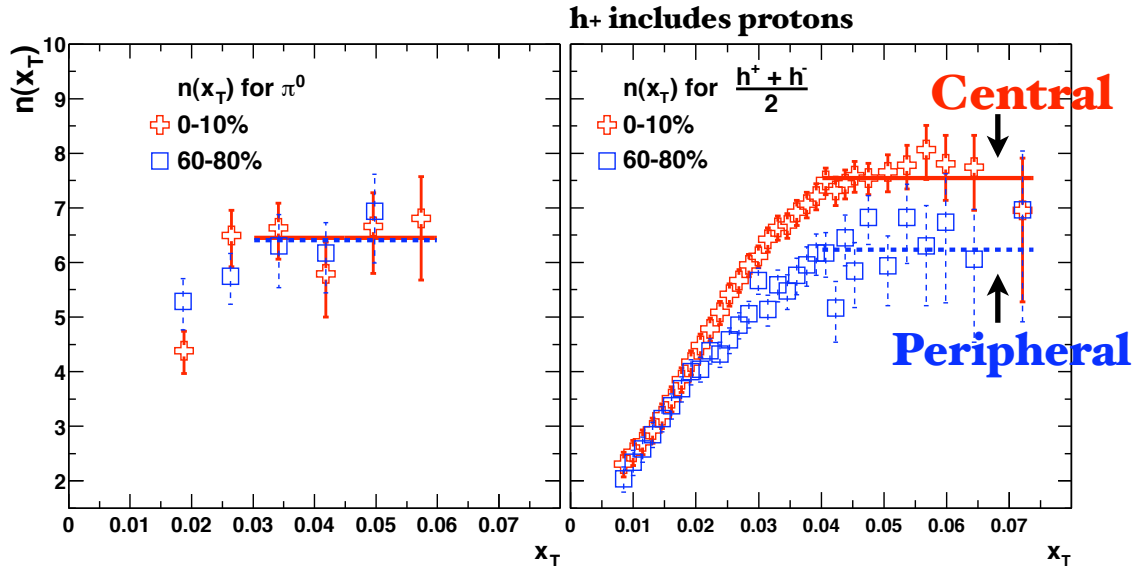 h+ includes protons
n(x_T)
10
9
8
7
6
5
4
3
2
n(x_T) for π⁰
0-10%
60-80%
0 0.01 0.02 0.03 0.04 0.05 0.06 0.07
x_T
n(x_T) for (h⁺ + h⁻)/2
0-10%
60-80%
Central
Peripheral
0.01 0.02 0.03 0.04 0.05 0.06 0.07
0
x_T